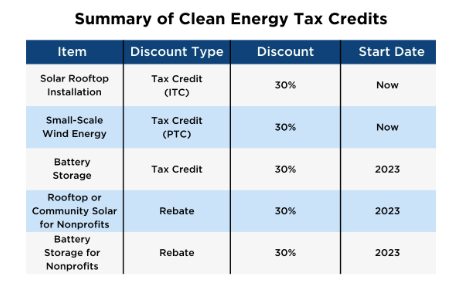 Summary of Clean Energy Tax Credits
Item Discount Type Discount Start Date
Solar Rooftop
Installation
Tax Credit
(ITC)
30%
Now
Small-Scale
Wind Energy
Tax Credit
(PTC)
30%
Now
Battery
Storage
Tax Credit
30%
2023
Rooftop or
Community Solar
for Nonprofits
Rebate
30%
2023
Battery
Storage for
Nonprofits
Rebate
30%
2023